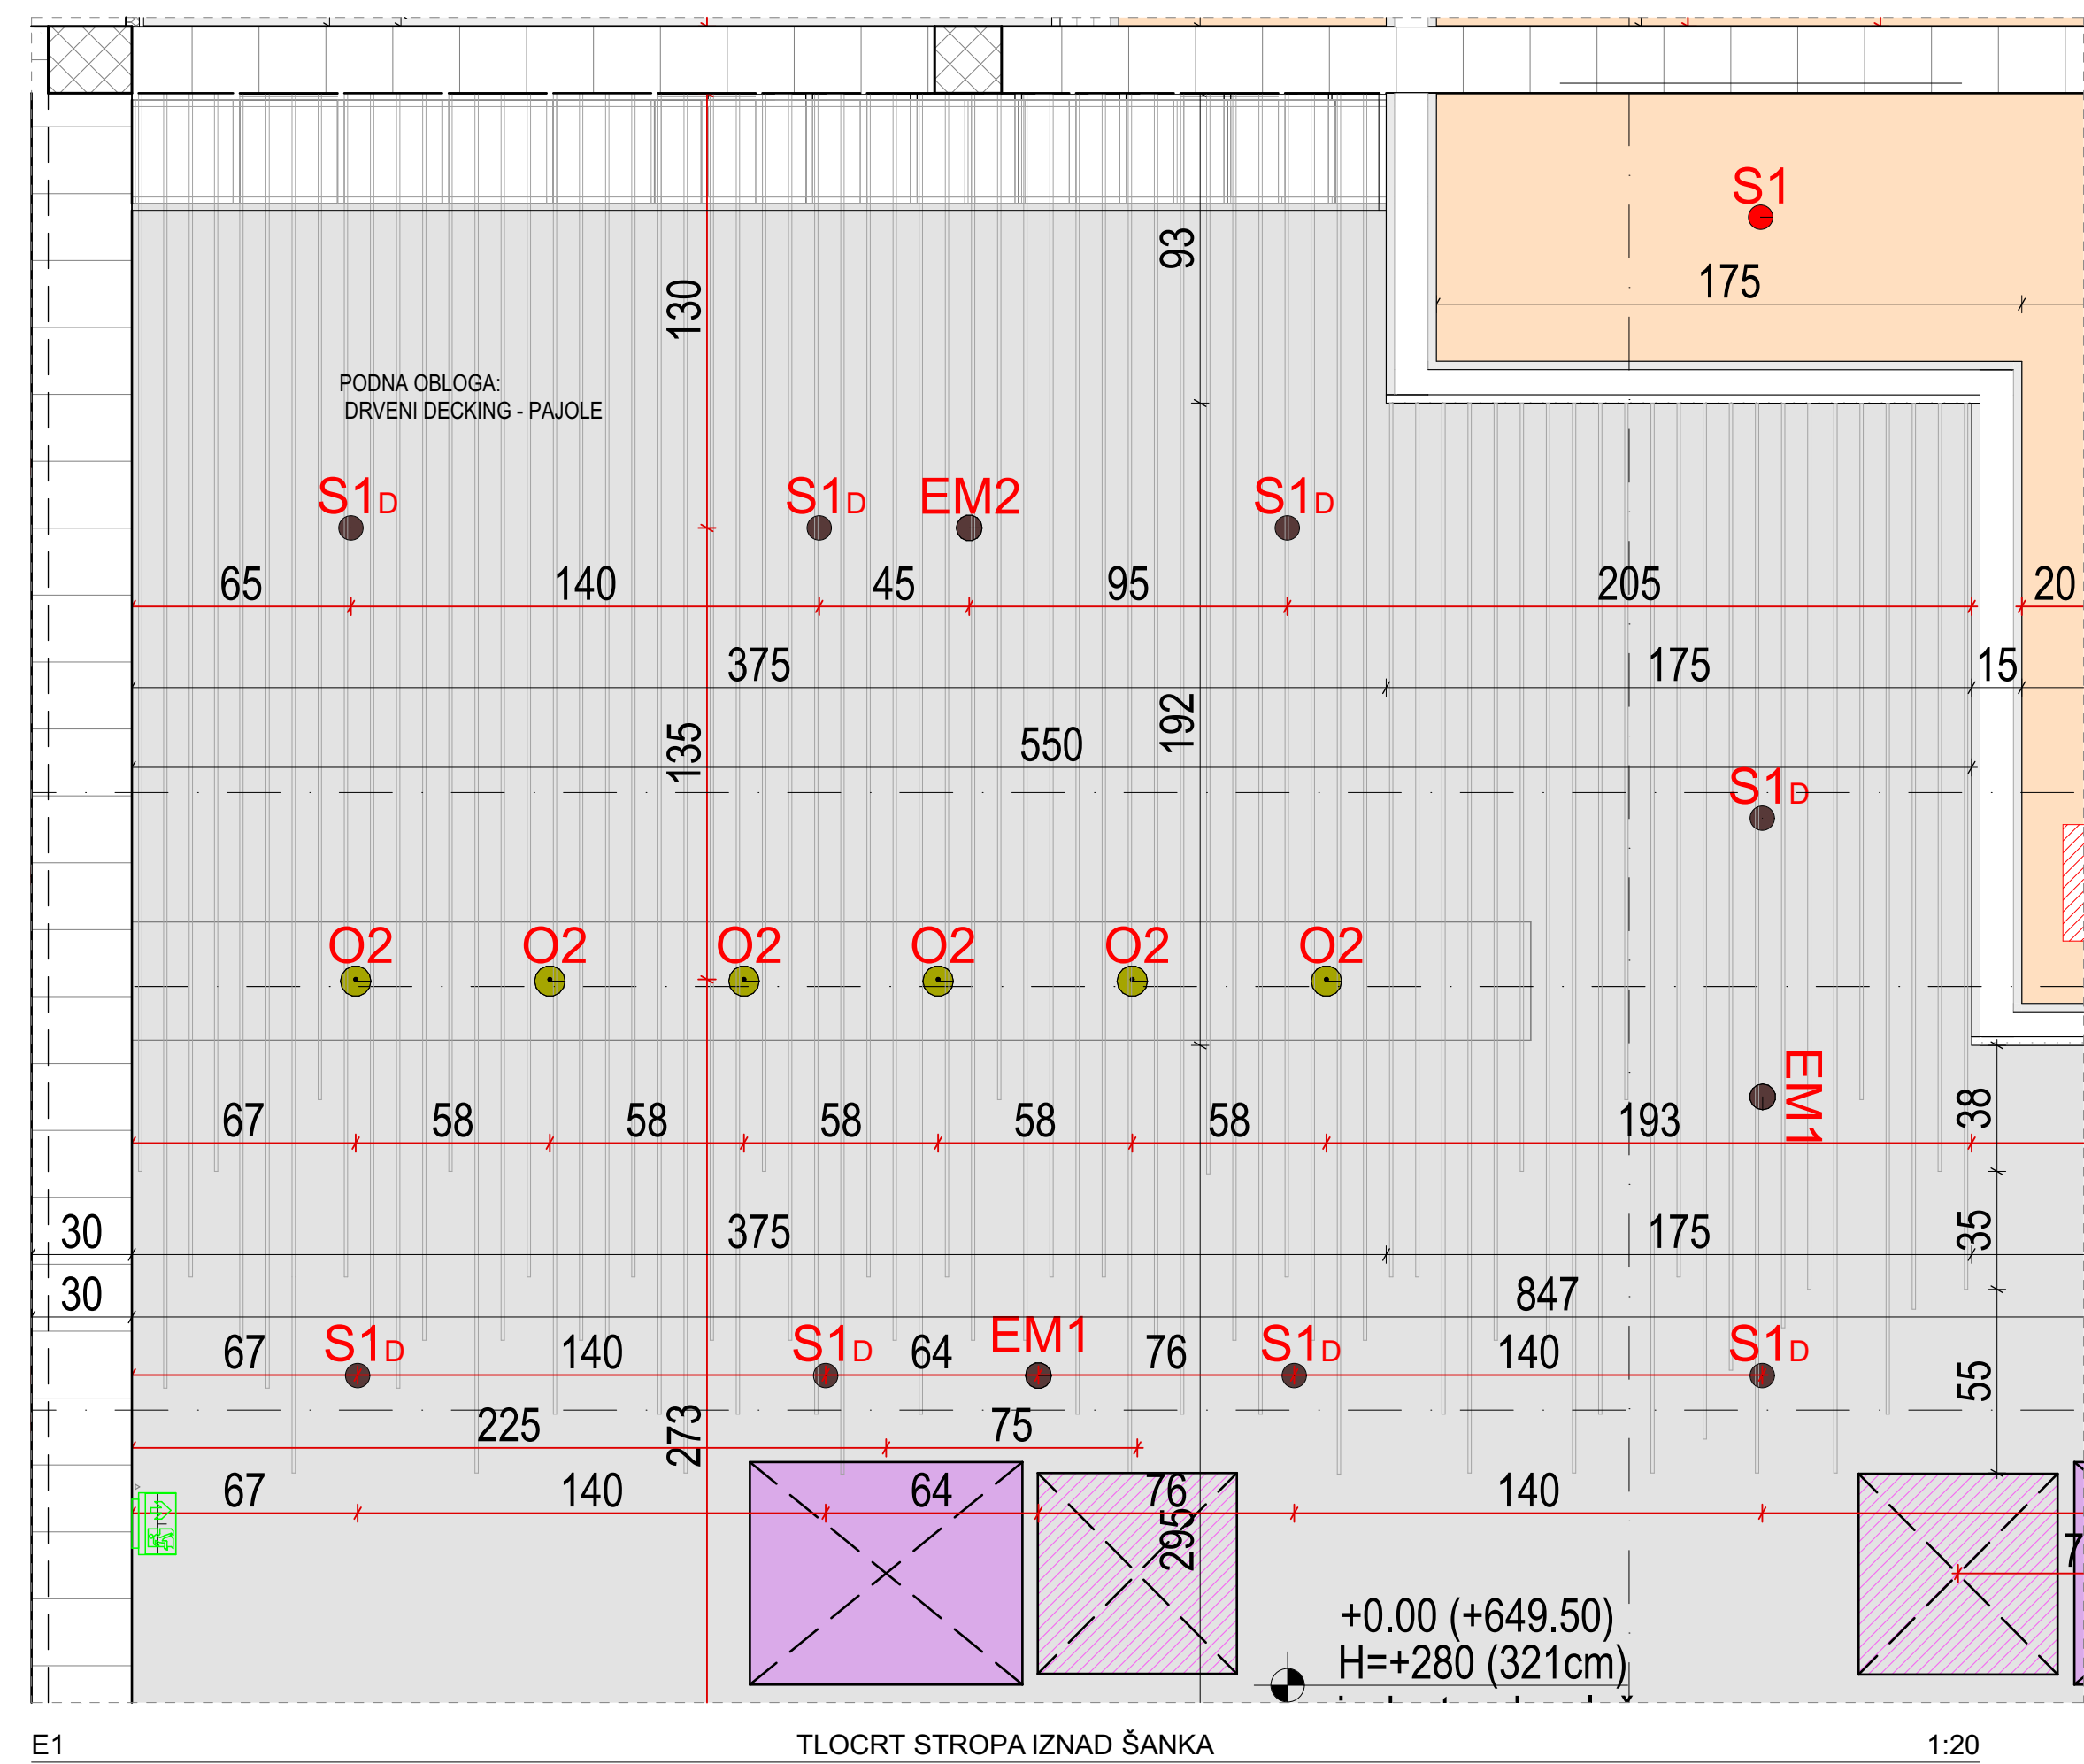 S1
93
175
130
PODNA OBLOGA:
DRVENI DECKING - PAJOLE
S1D
S1D
EM2
S1D
65
140
45
95
205
20
375
175
15
192
135
550
S1D
O2
O2
O2
O2
O2
O2
EM1
67
58
58
58
58
58
193
38
30
375
175
35
30
847
67
S1D
140
S1D
64
EM1
76
S1D
140
S1D
55
225
75
273
67
140
64
76
140
295
7
+0.00 (+649.50)
H=+280 (321cm)
E1
TLOCRT STROPA IZNAD ŠANKA
1:20